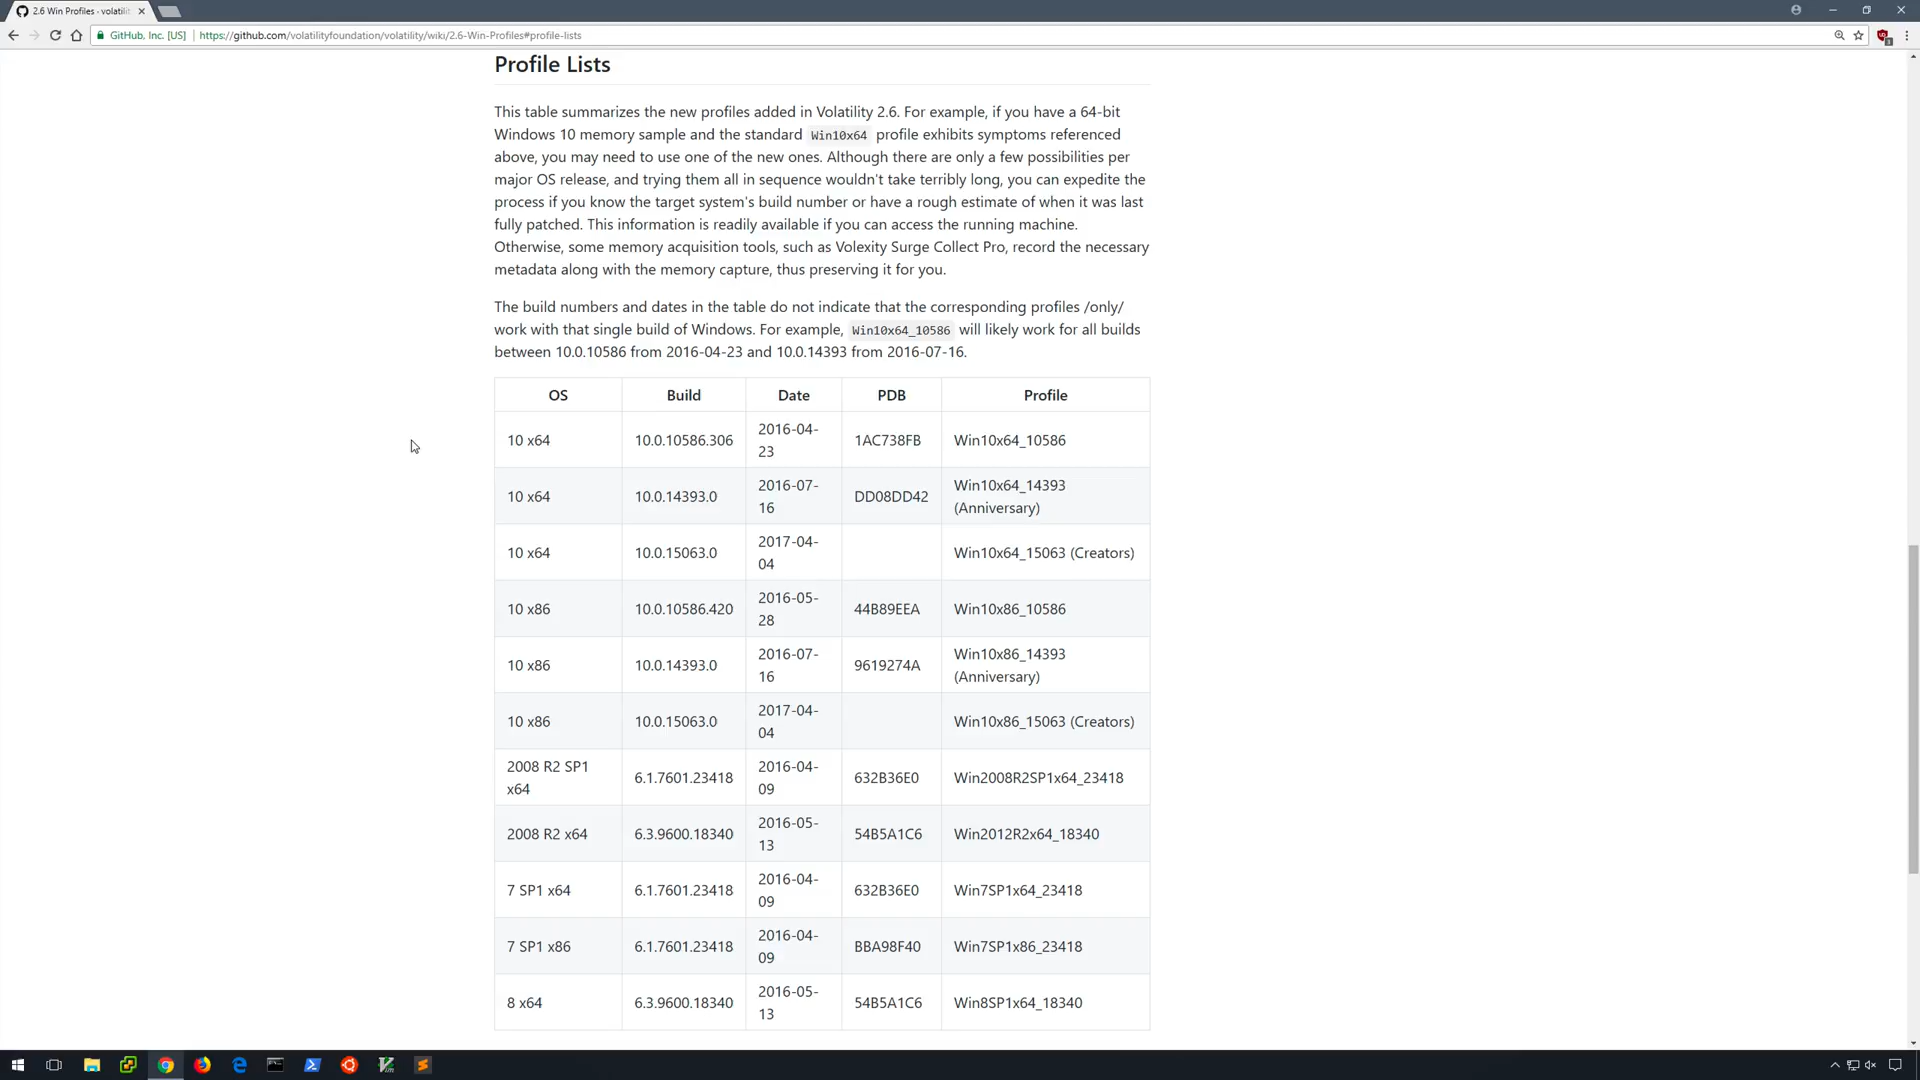 2.6 Win Profiles · volatili
GitHub, Inc. [US]
https://github.com/volatilityfoundation/volatility/wiki/2.6-Win-Profiles#profile-lists
Profile Lists
This table summarizes the new profiles added in Volatility 2.6. For example, if you have a 64-bit
Windows 10 memory sample and the standard Win10x64 profile exhibits symptoms referenced
above, you may need to use one of the new ones. Although there are only a few possibilities per
major OS release, and trying them all in sequence wouldn't take terribly long, you can expedite the
process if you know the target system's build number or have a rough estimate of when it was last
fully patched. This information is readily available if you can access the running machine.
Otherwise, some memory acquisition tools, such as Volexity Surge Collect Pro, record the necessary
metadata along with the memory capture, thus preserving it for you.
The build numbers and dates in the table do not indicate that the corresponding profiles /only/
work with that single build of Windows. For example, Win10x64_10586 will likely work for all builds
between 10.0.10586 from 2016-04-23 and 10.0.14393 from 2016-07-16.
OS Build Date PDB Profile
10 x64 10.0.10586.306 2016-04-
23 1AC738FB Win10x64_10586
10 x64 10.0.14393.0 2016-07-
16 DD08DD42 Win10x64_14393
(Anniversary)
10 x64 10.0.15063.0 2017-04-
04 Win10x64_15063 (Creators)
10 x86 10.0.10586.420 2016-05-
28 44B89EEA Win10x86_10586
10 x86 10.0.14393.0 2016-07-
16 9619274A Win10x86_14393
(Anniversary)
10 x86 10.0.15063.0 2017-04-
04 Win10x86_15063 (Creators)
2008 R2 SP1
x64 6.1.7601.23418 2016-04-
09 632B36E0 Win2008R2SP1x64_23418
2008 R2 x64 6.3.9600.18340 2016-05-
13 54B5A1C6 Win2012R2x64_18340
7 SP1 x64 6.1.7601.23418 2016-04-
09 632B36E0 Win7SP1x64_23418
7 SP1 x86 6.1.7601.23418 2016-04-
09 BBA98F40 Win7SP1x86_23418
8 x64 6.3.9600.18340 2016-05-
13 54B5A1C6 Win8SP1x64_18340